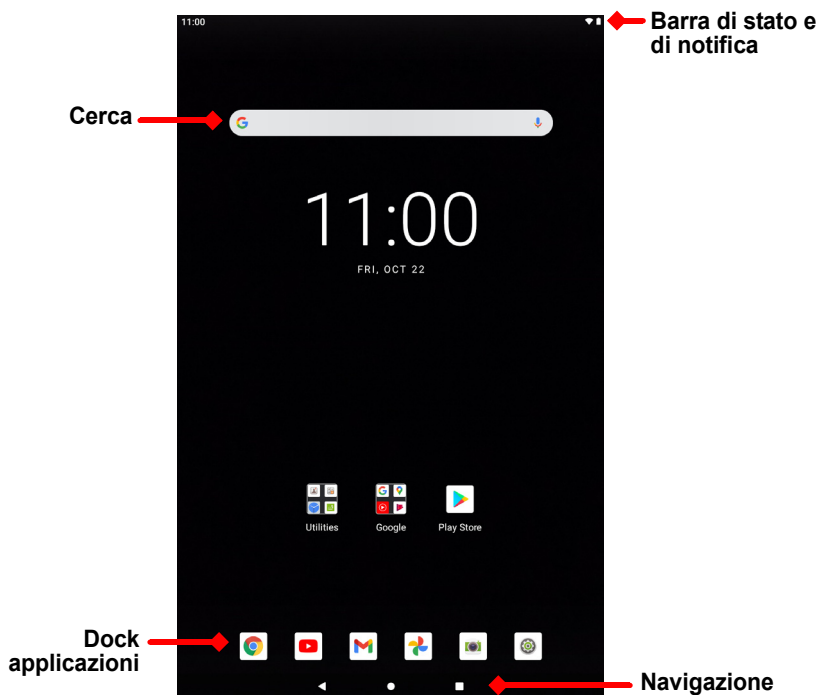 11:00
Barra di stato e
di notifica
Cerca
11:00
FRI, OCT 22
Utilities Google Play Store
Dock
applicazioni
Navigazione